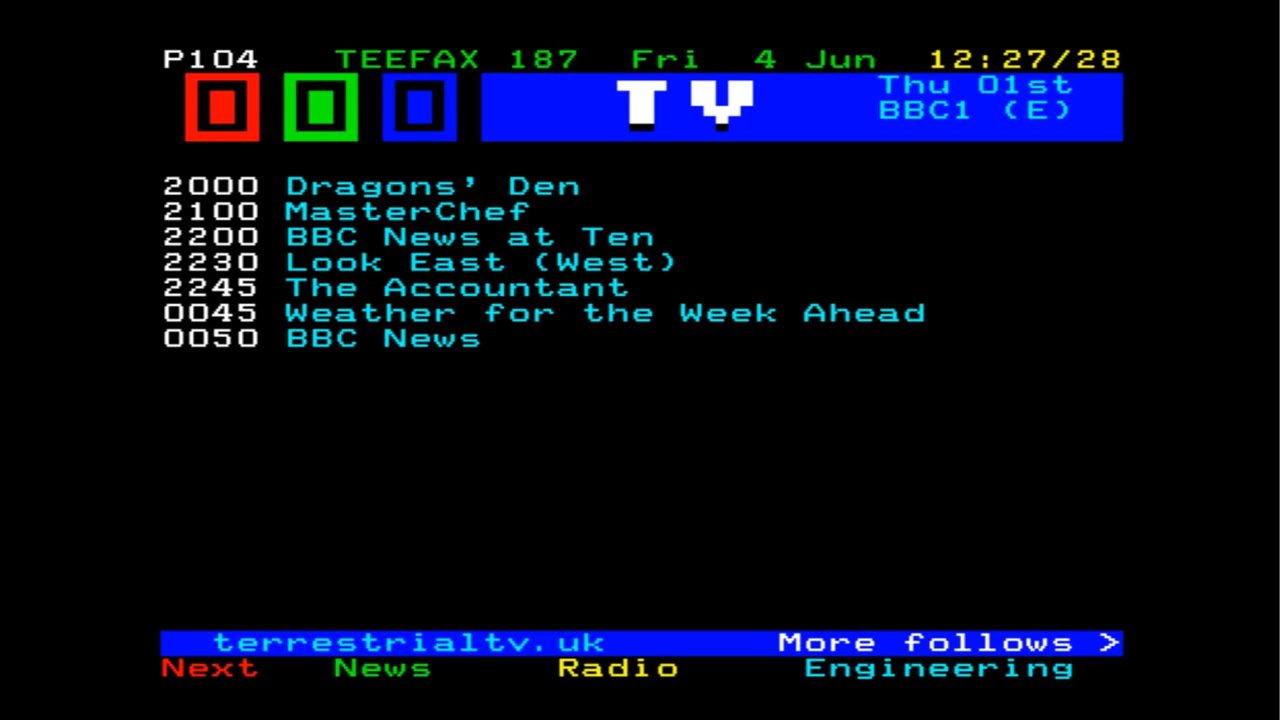 P104 TEEFAX 187 Fri 4 Jun 12:27/28
TV Thu 01st
BBC1 (E)
2000 Dragons' Den
2100 MasterChef
2200 BBC News at Ten
2230 Look East (West)
2245 The Accountant
0045 Weather for the Week Ahead
0050 BBC News
terrestrialtv.uk More follows >
Next News Radio Engineering